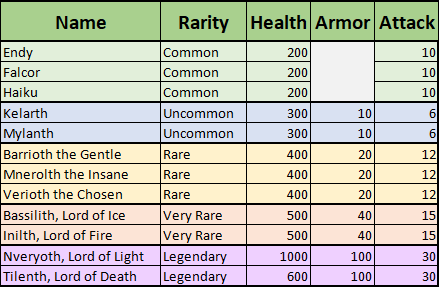 Name Rarity Health Armor Attack
Endy Common 200 10
Falcor Common 200 10
Haiku Common 200 10
Kelarth Uncommon 300 10 6
Mylanth Uncommon 300 10 6
Barrioth the Gentle Rare 400 20 12
Mnerolth the Insane Rare 400 20 12
Verioth the Chosen Rare 400 20 12
Bassilith, Lord of Ice Very Rare 500 40 15
Inilth, Lord of Fire Very Rare 500 40 15
Nveryoth, Lord of Light Legendary 1000 100 30
Tilenth, Lord of Death Legendary 600 100 30